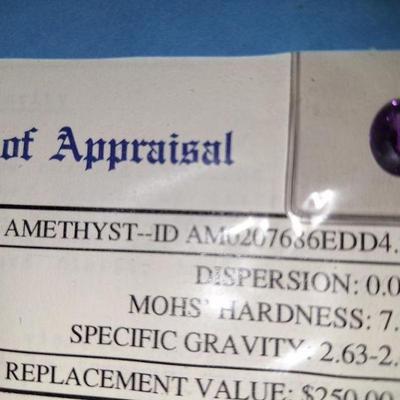 of Appraisal
AMETHYST--ID AM0207686EDD4.
DISPERSION: 0.0
MOHS' HARDNESS: 7.
SPECIFIC GRAVITY: 2.63-2.
REPLACEMENT VALUE: $250.00